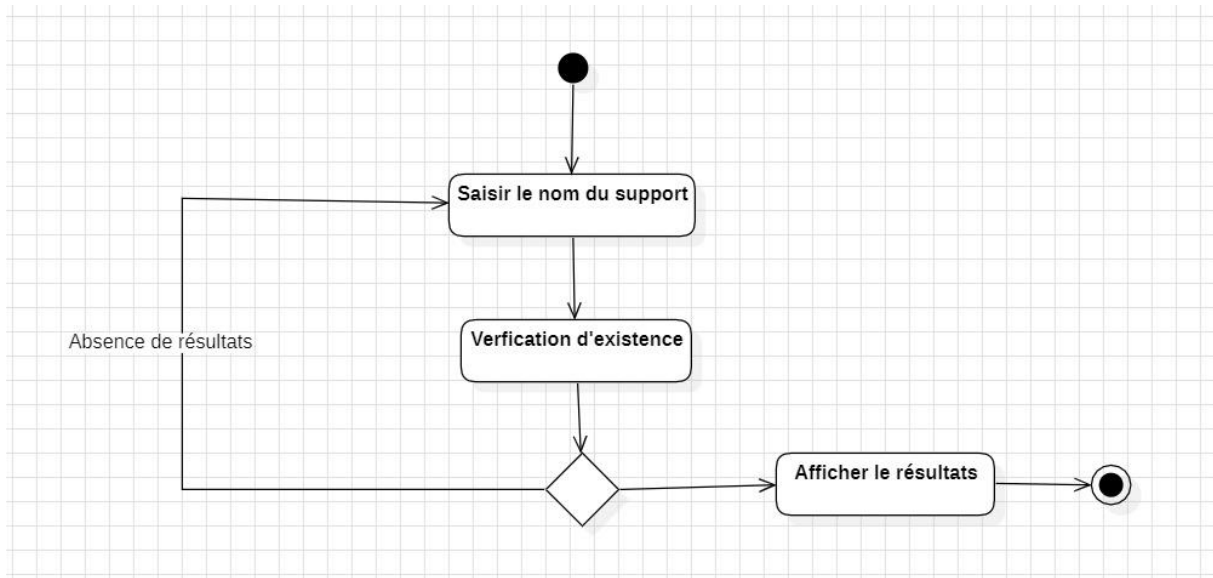 Saisir le nom du support
Absence de résultats
Verfication d'existence
Afficher le résultats